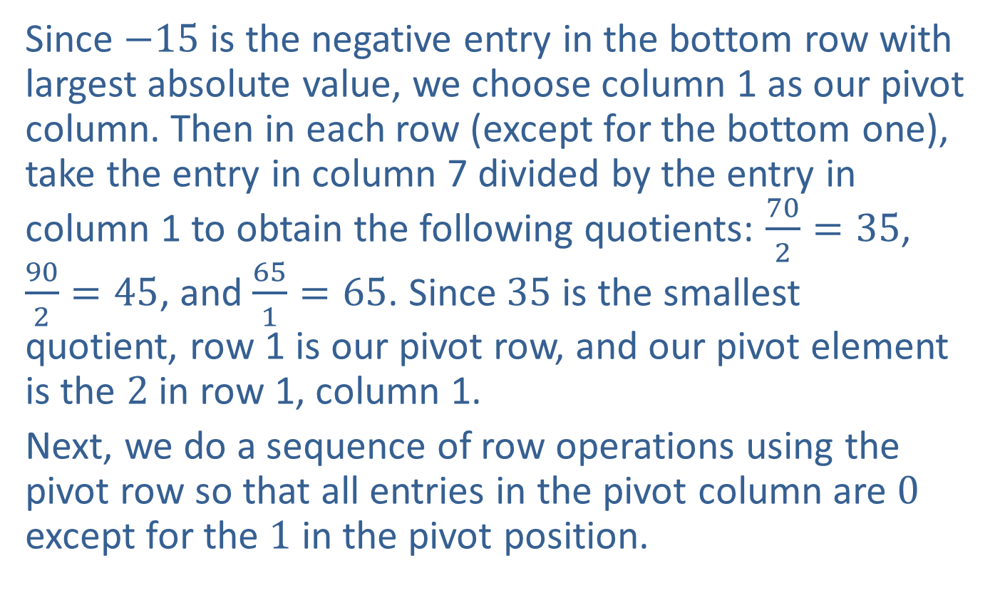 Since −15 is the negative entry in the bottom row with
largest absolute value, we choose column 1 as our pivot
column. Then in each row (except for the bottom one),
take the entry in column 7 divided by the entry in
column 1 to obtain the following quotients: 70/2 = 35,
90/2 = 45, and 65/1 = 65. Since 35 is the smallest
quotient, row 1 is our pivot row, and our pivot element
is the 2 in row 1, column 1.
Next, we do a sequence of row operations using the
pivot row so that all entries in the pivot column are 0
except for the 1 in the pivot position.